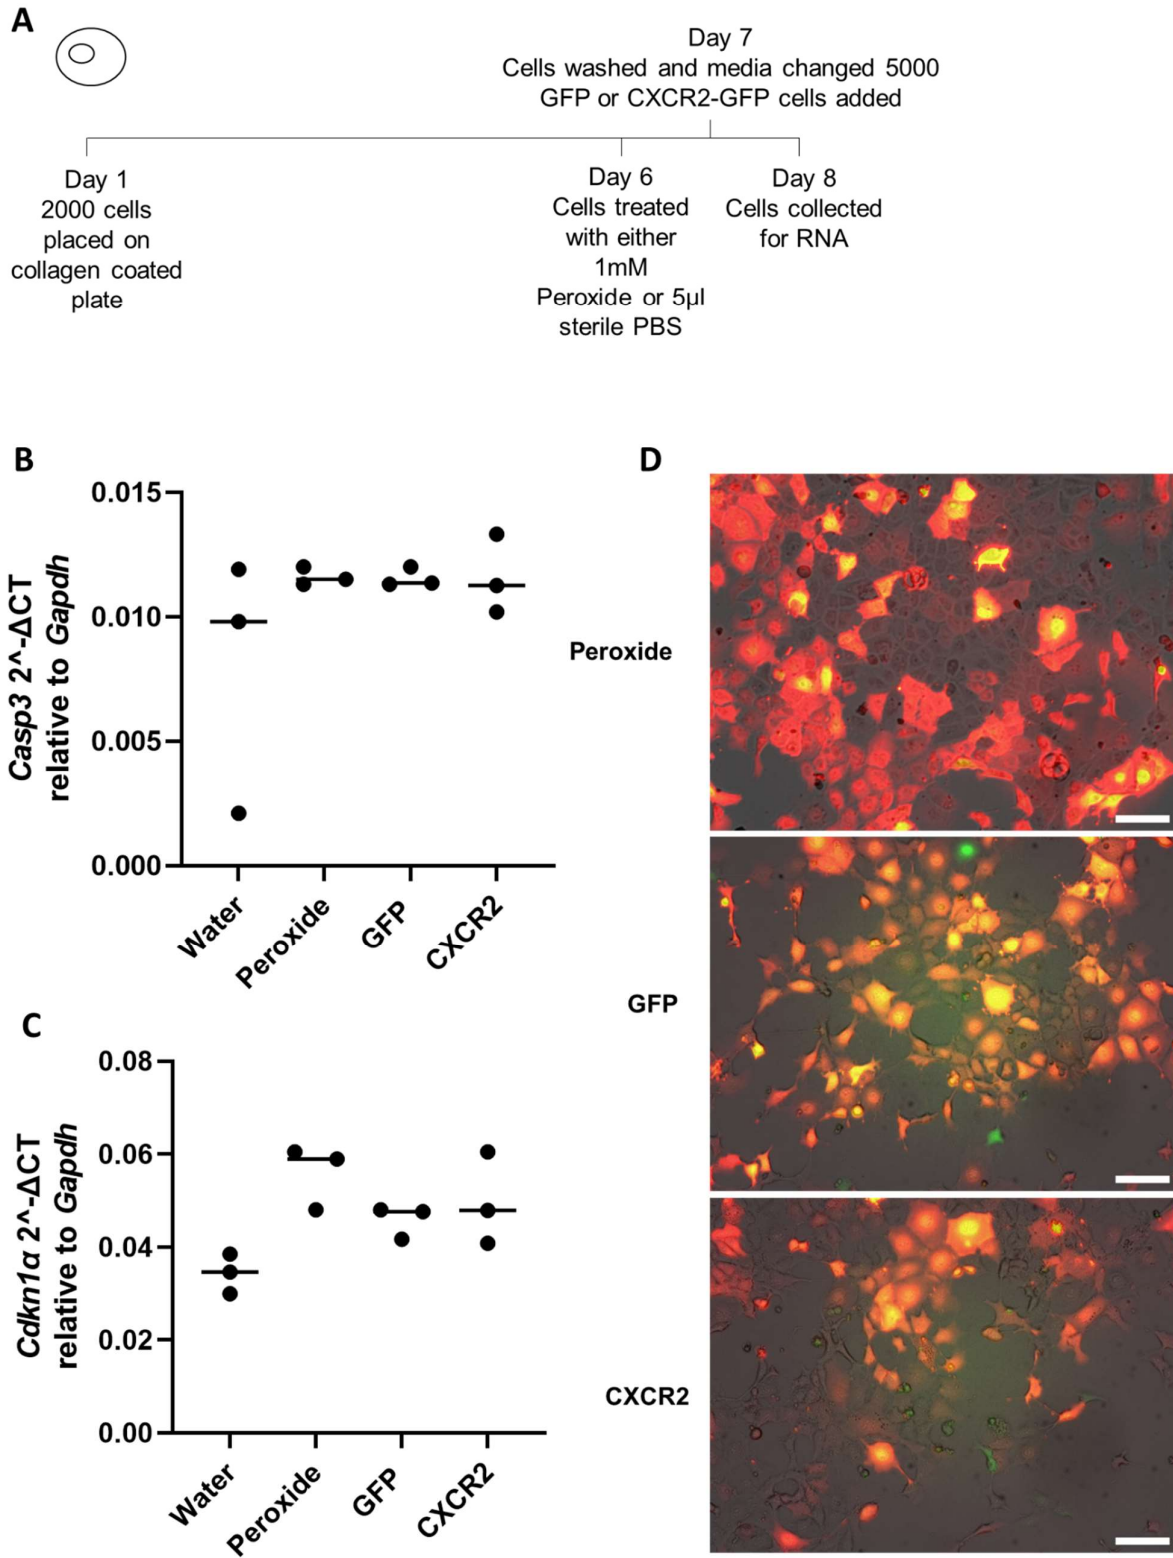 A
Day 7
Cells washed and media changed 5000
GFP or CXCR2-GFP cells added
Day 1
2000 cells
placed on
collagen coated
plate
Day 6
Cells treated
with either
1mM
Peroxide or 5µl
sterile PBS
Day 8
Cells collected
for RNA
B
Casp3 2^-ΔCT
relative to Gapdh
0.015
0.010
0.005
0.000
Water
Peroxide
GFP
CXCR2
C
Cdkn1α 2^-ΔCT
relative to Gapdh
0.08
0.06
0.04
0.02
0.00
Water
Peroxide
GFP
CXCR2
D
Peroxide
GFP
CXCR2